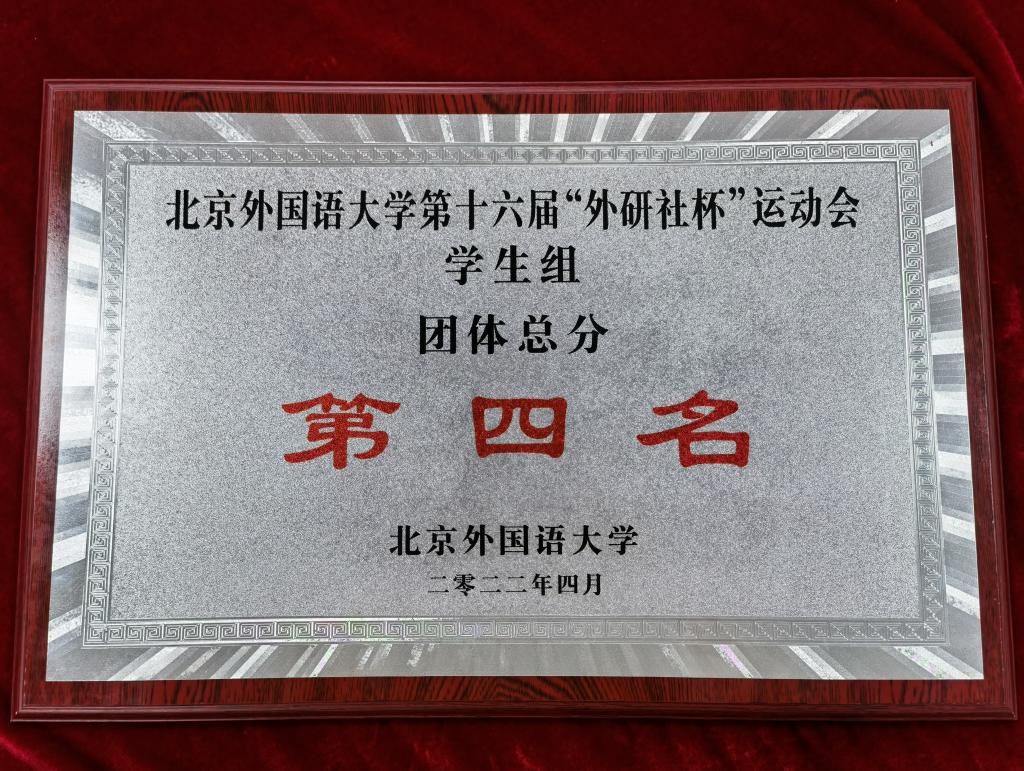 北京外国语大学第十六届“外研社杯”运动会
学生组
团体总分
第四名
北京外国语大学
二零二二年四月